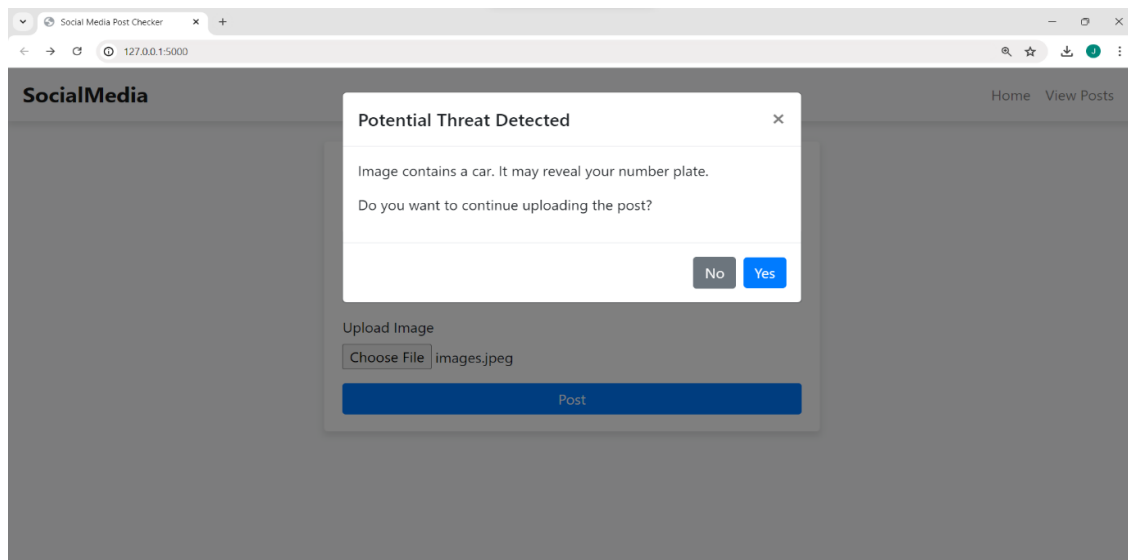 Social Media Post Checker
127.0.0.1:5000
J
SocialMedia
Home View Posts
Potential Threat Detected
Image contains a car. It may reveal your number plate.
Do you want to continue uploading the post?
No Yes
Upload Image
Choose File images.jpeg
Post